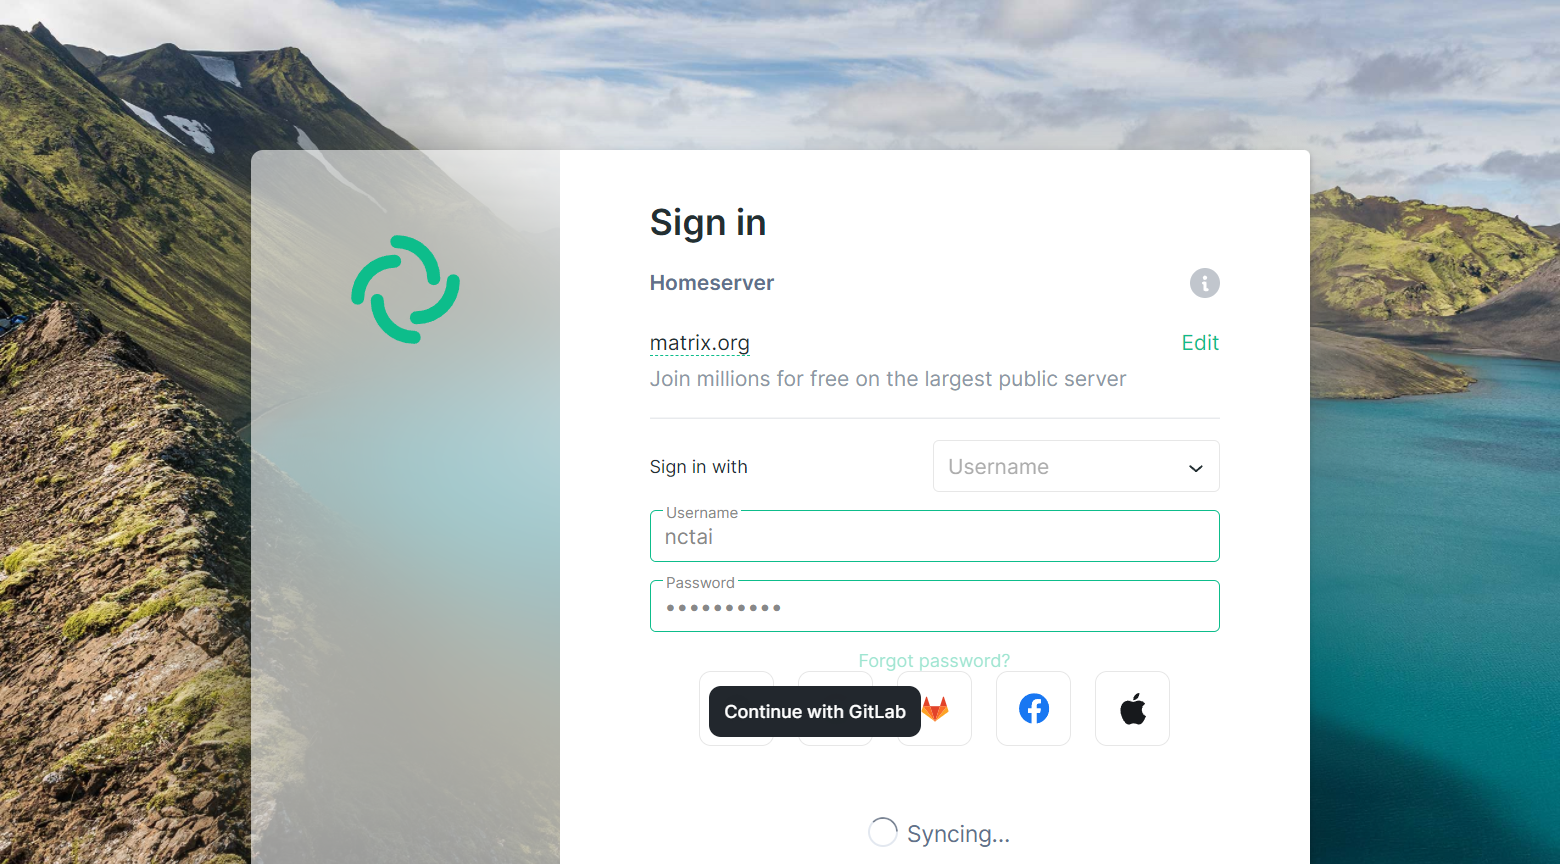 Sign in
Homeserver
matrix.org
Edit
Join millions for free on the largest public server
Sign in with
Username
Username
nctai
Password
••••••••••
Forgot password?
Continue with GitLab
Syncing...